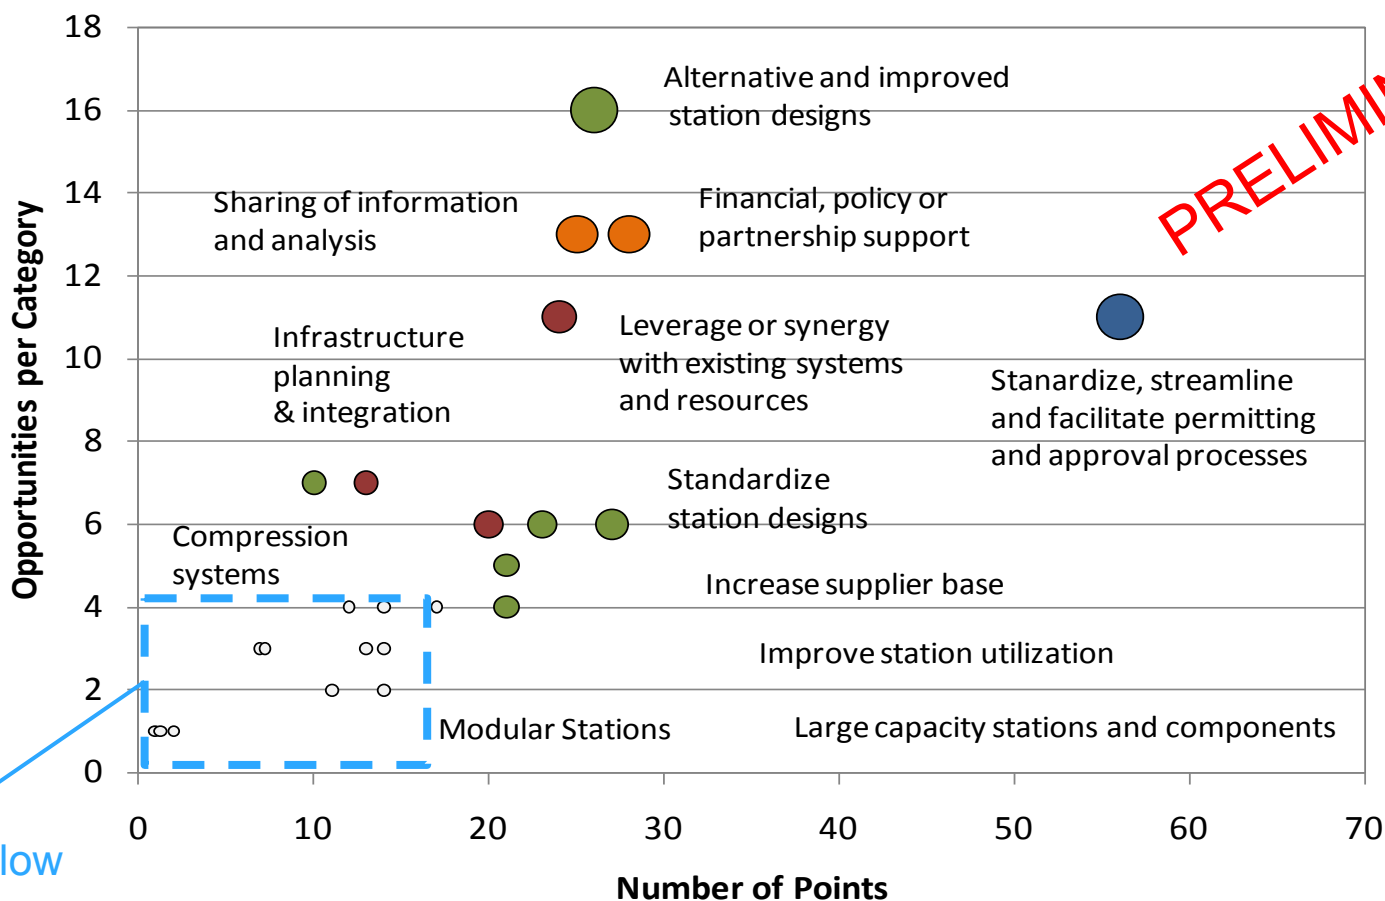 18
16
14
12
10
8
6
4
2
0
Opportunities per Category
Alternative and improved
station designs
Sharing of information
and analysis
Financial, policy or
partnership support
Infrastructure
planning
& integration
Leverage or synergy
with existing systems
and resources
Stanardize, streamline
and facilitate permitting
and approval processes
Standardize
station designs
Compression
systems
Increase supplier base
Improve station utilization
Modular Stations
Large capacity stations and components
0 10 20 30 40 50 60 70
Number of Points
low
PRELIMI